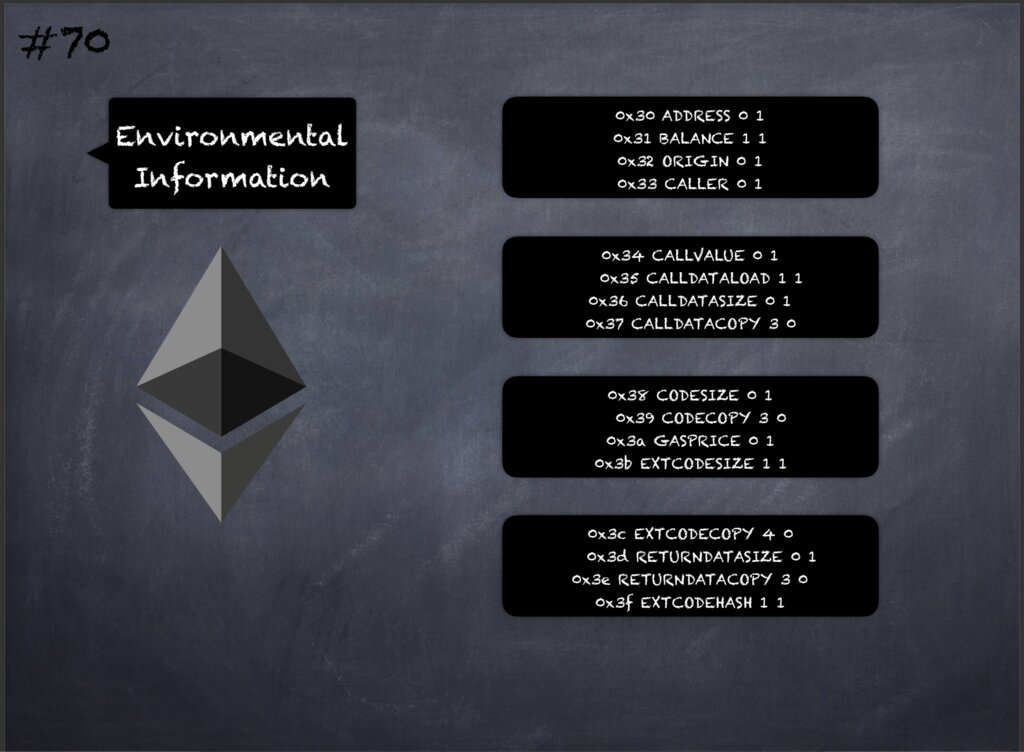 #70
Environmental
Information
0x30 ADDRESS 0 1
0x31 BALANCE 1 1
0x32 ORIGIN 0 1
0x33 CALLER 0 1
0x34 CALLVALUE 0 1
0x35 CALLDATALOAD 1 1
0x36 CALLDATASIZE 0 1
0x37 CALLDATACOPY 3 0
0x38 CODESIZE 0 1
0x39 CODECOPY 3 0
0x3a GASPRICE 0 1
0x3b EXTCODESIZE 1 1
0x3c EXTCODECOPY 4 0
0x3d RETURNDATASIZE 0 1
0x3e RETURNDATACOPY 3 0
0x3f EXTCODEHASH 1 1